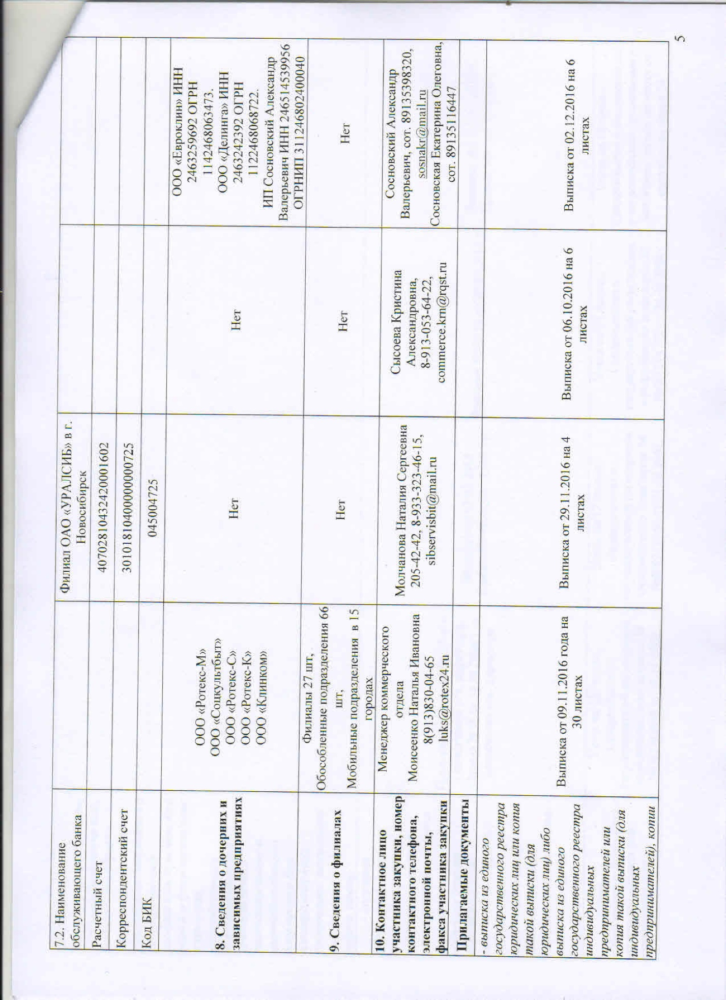 7.2. Наименование
обслуживающего банка
Филиал ОАО «УРАЛСИБ» в г.
Новосибирск
Расчетный счет
40702810432420001602
Корреспондентский счет
30101810400000000725
Код БИК
045004725
8. Сведения о дочерних и
зависимых предприятиях
ООО «Ротекс-М»
ООО «Соцкультбыт»
ООО «Ротекс-С»
ООО «Ротекс-К»
ООО «Клинком»
Нет
Нет
ООО «Евроклин» ИНН
2463259692 ОГРН
1142468063473.
ООО «Делинга» ИНН
2463242392 ОГРН
1122468068722.
ИП Сосновский Александр
Валерьевич ИНН 246514539956
ОГРНИП 311246802400040
9. Сведения о филиалах
Филиалы 27 шт,
Обособленные подразделения 66
шт,
Мобильные подразделения в 15
городах
Нет
Нет
Нет
10. Контактное лицо
участника закупки, номер
контактного телефона,
электронной почты,
факса участника закупки
Менеджер коммерческого
отдела
Моисеенко Наталья Ивановна
8(913)830-04-65
luks@rotex24.ru
Молчанова Наталия Сергеевна
205-42-42, 8-933-323-46-15,
sibservisbit@mail.ru
Сысоева Кристина
Александровна,
8-913-053-64-22,
commerce.krn@rqst.ru
Сосновский Александр
Валерьевич, сот. 89135398320,
sosnakr@mail.ru
Сосновская Екатерина Олеговна,
сот. 89135116447
Прилагаемые документы
- выписка из единого
государственного реестра
юридических лиц или копия
такой выписки (для
юридических лиц) либо
выписка из единого
государственного реестра
индивидуальных
предпринимателей или
копия такой выписки (для
индивидуальных
предпринимателей), копии
Выписка от 09.11.2016 года на
30 листах
Выписка от 29.11.2016 на 4
листах
Выписка от 06.10.2016 на 6
листах
Выписка от 02.12.2016 на 6
листах
5